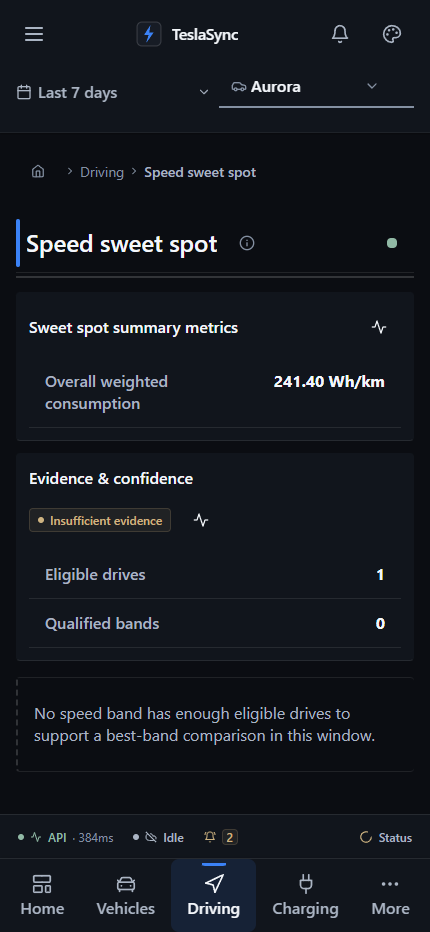 TeslaSync
Last 7 days
Aurora
Driving
Speed sweet spot
Speed sweet spot
Sweet spot summary metrics
Overall weighted
consumption
241.40 Wh/km
Evidence & confidence
Insufficient evidence
Eligible drives
1
Qualified bands
0
No speed band has enough eligible drives to
support a best-band comparison in this window.
API · 384ms
Idle
2
Status
Home
Vehicles
Driving
Charging
More